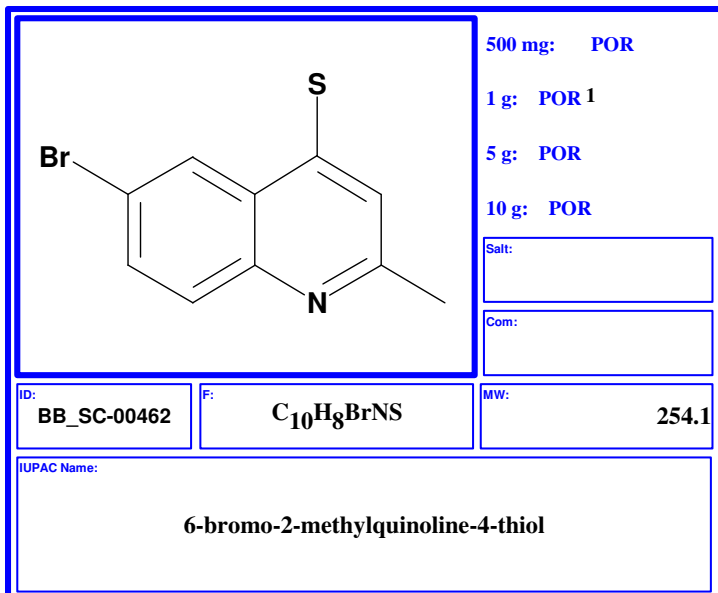 S
Br
N
500 mg: POR
1 g: POR 1
5 g: POR
10 g: POR
Salt:
Com:
ID:
BB_SC-00462
F:
C10H8BrNS
MW:
254.1
IUPAC Name:
6-bromo-2-methylquinoline-4-thiol